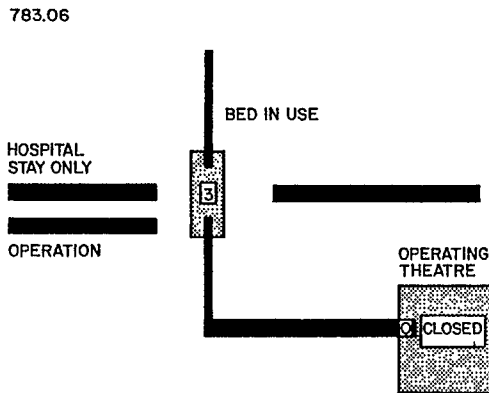 783.06
BED IN USE
HOSPITAL
STAY ONLY
3
OPERATION
OPERATING
THEATRE
0 CLOSED